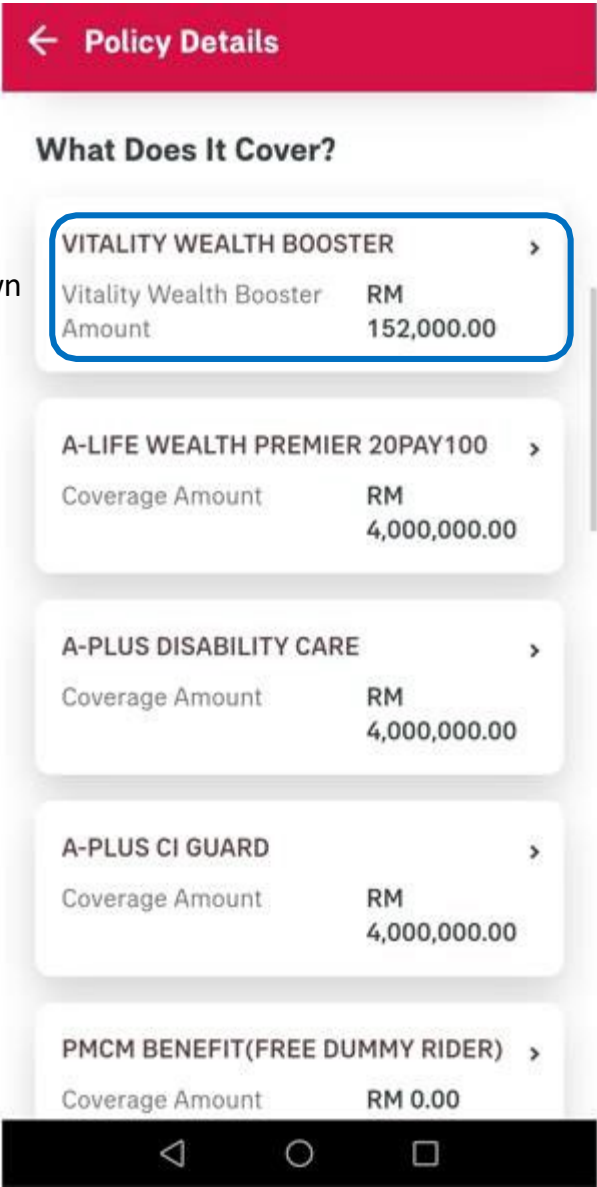 Policy Details
What Does It Cover?
VITALITY WEALTH BOOSTER
Vitality Wealth Booster RM
Amount 152,000.00
A-LIFE WEALTH PREMIER 20PAY100
Coverage Amount RM
4,000,000.00
A-PLUS DISABILITY CARE
Coverage Amount RM
4,000,000.00
A-PLUS CI GUARD
Coverage Amount RM
4,000,000.00
PMCM BENEFIT(FREE DUMMY RIDER)
Coverage Amount RM 0.00